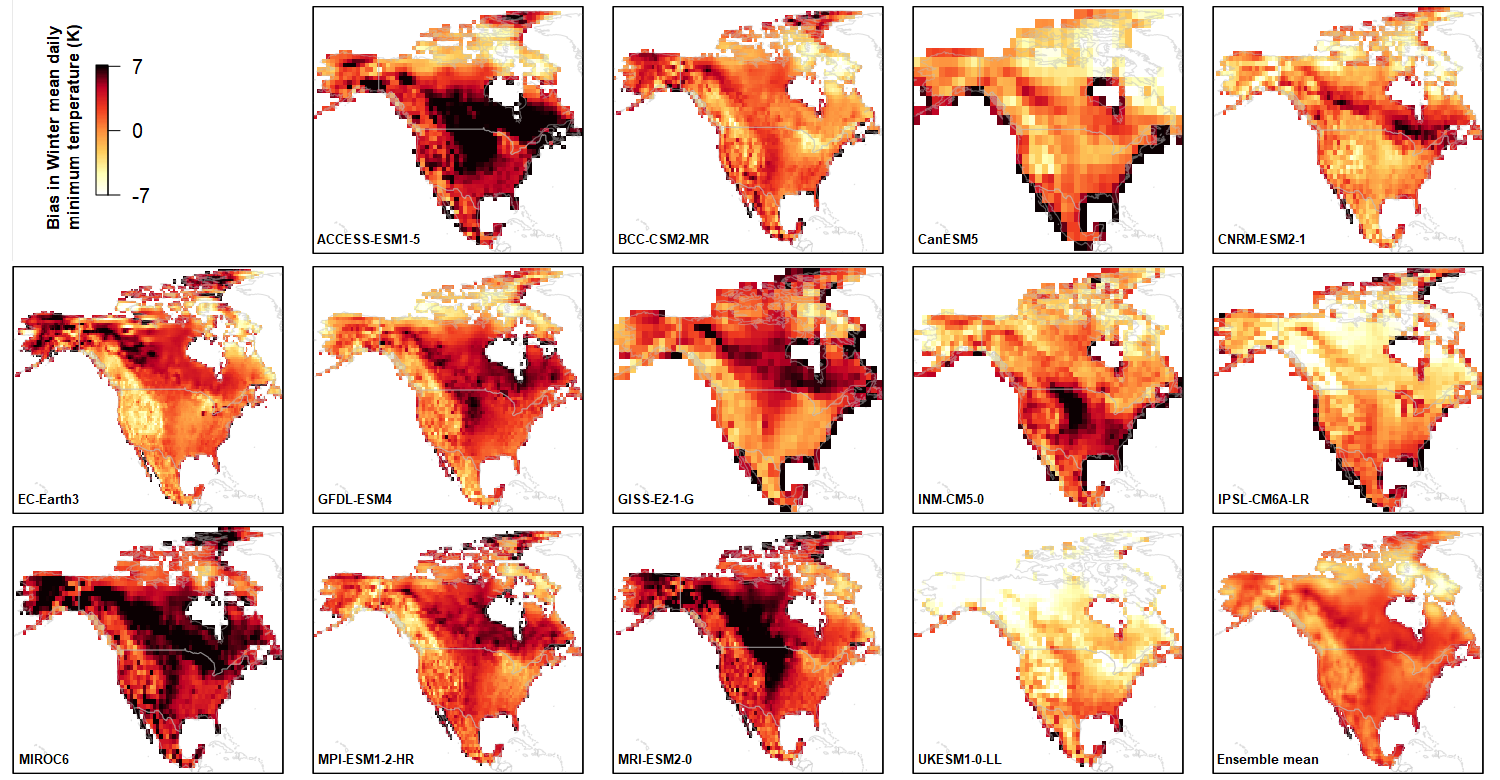 Bias in Winter mean daily
minimum temperature (K)
7
0
-7
ACCESS-ESM1-5
BCC-CSM2-MR
CanESM5
CNRM-ESM2-1
EC-Earth3
GFDL-ESM4
GISS-E2-1-G
INM-CM5-0
IPSL-CM6A-LR
MIROC6
MPI-ESM1-2-HR
MRI-ESM2-0
UKESM1-0-LL
Ensemble mean